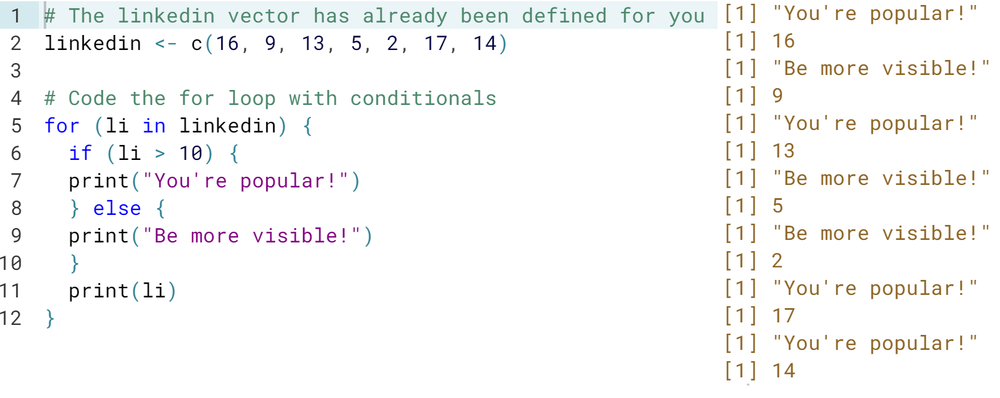 1 # The linkedin vector has already been defined for you
2 linkedin <- c(16, 9, 13, 5, 2, 17, 14)
3
4 # Code the for loop with conditionals
5 for (li in linkedin) {
6   if (li > 10) {
7   print("You're popular!")
8   } else {
9   print("Be more visible!")
10   }
11   print(li)
12 }
[1] "You're popular!"
[1] 16
[1] "Be more visible!"
[1] 9
[1] "You're popular!"
[1] 13
[1] "Be more visible!"
[1] 5
[1] "Be more visible!"
[1] 2
[1] "You're popular!"
[1] 17
[1] "You're popular!"
[1] 14